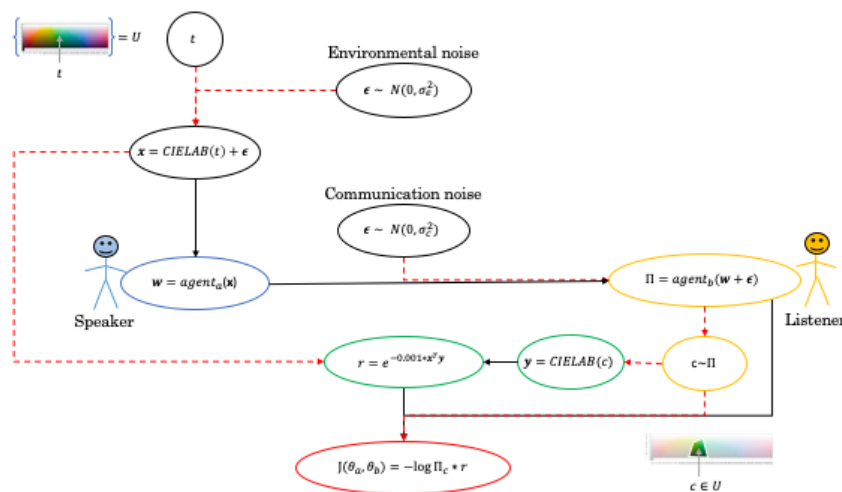 = U
t
t
Environmental noise
ϵ ~ N(0, σ_e^2)
x = CIELAB(t) + ϵ
Communication noise
ϵ ~ N(0, σ_c^2)
w = agent_a(x)
Π = agent_b(w + ϵ)
Speaker
Listener
r = e^{-0.001*x^T y}
y = CIELAB(c)
c~Π
J(θ_a, θ_b) = −log Π_c * r
c ∈ U